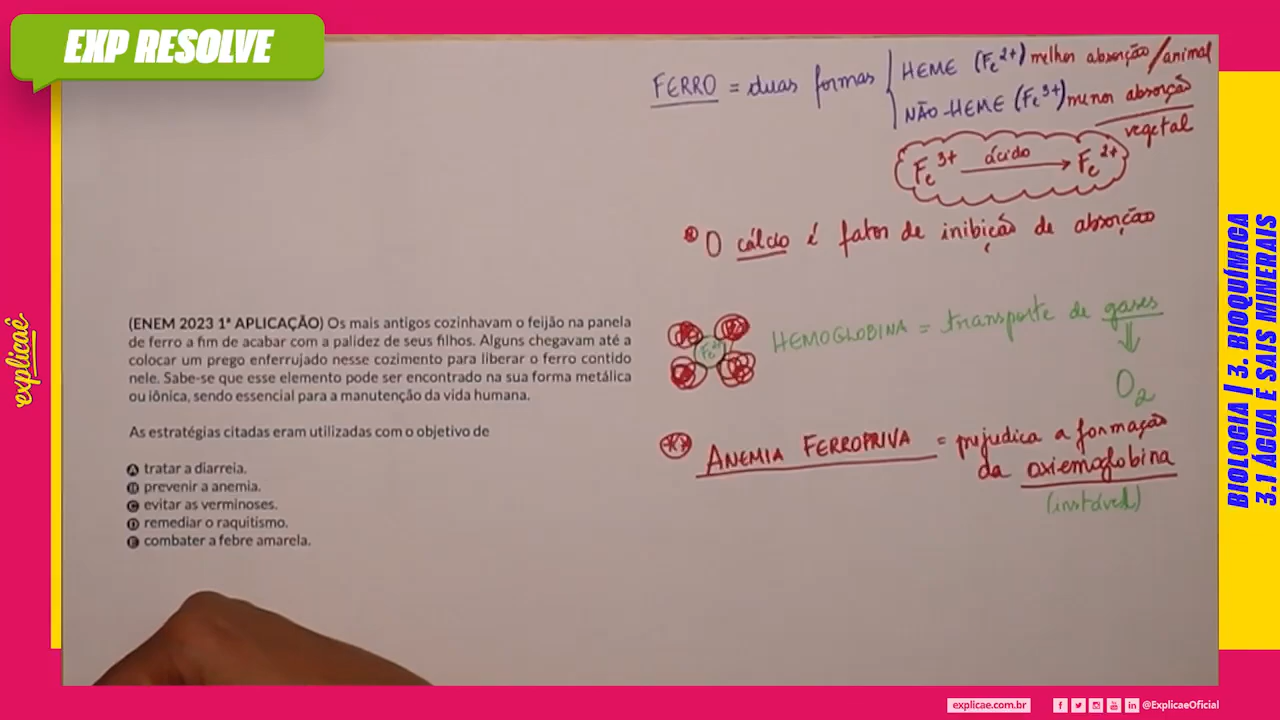 EXP RESOLVE
FERRO = duas formas
HEME (Fe²⁺) melhor absorção/animal
NÃO-HEME (Fe³⁺) menor absorção
vegetal
Fe³⁺ ácido → Fe²⁺
* O cálcio é fator de inibição de absorção
(ENEM 2023 1ª APLICAÇÃO) Os mais antigos cozinhavam o feijão na panela
de ferro a fim de acabar com a palidez de seus filhos. Alguns chegavam até a
colocar um prego enferrujado nesse cozimento para liberar o ferro contido
nele. Sabe-se que esse elemento pode ser encontrado na sua forma metálica
ou iônica, sendo essencial para a manutenção da vida humana.
As estratégias citadas eram utilizadas com o objetivo de
A tratar a diarreia.
B prevenir a anemia.
C evitar as verminoses.
D remediar o raquitismo.
E combater a febre amarela.
Fe²⁺
HEMOGLOBINA = transporte de gases
⇓
O₂
** ANEMIA FERROPRIVA = prejudica a formação
da oxiemoglobina
(instável)
explicaê
BIOLOGIA | 3. BIOQUÍMICA
3.1 ÁGUA E SAIS MINERAIS
explicae.com.br
@ExplicaeOficial